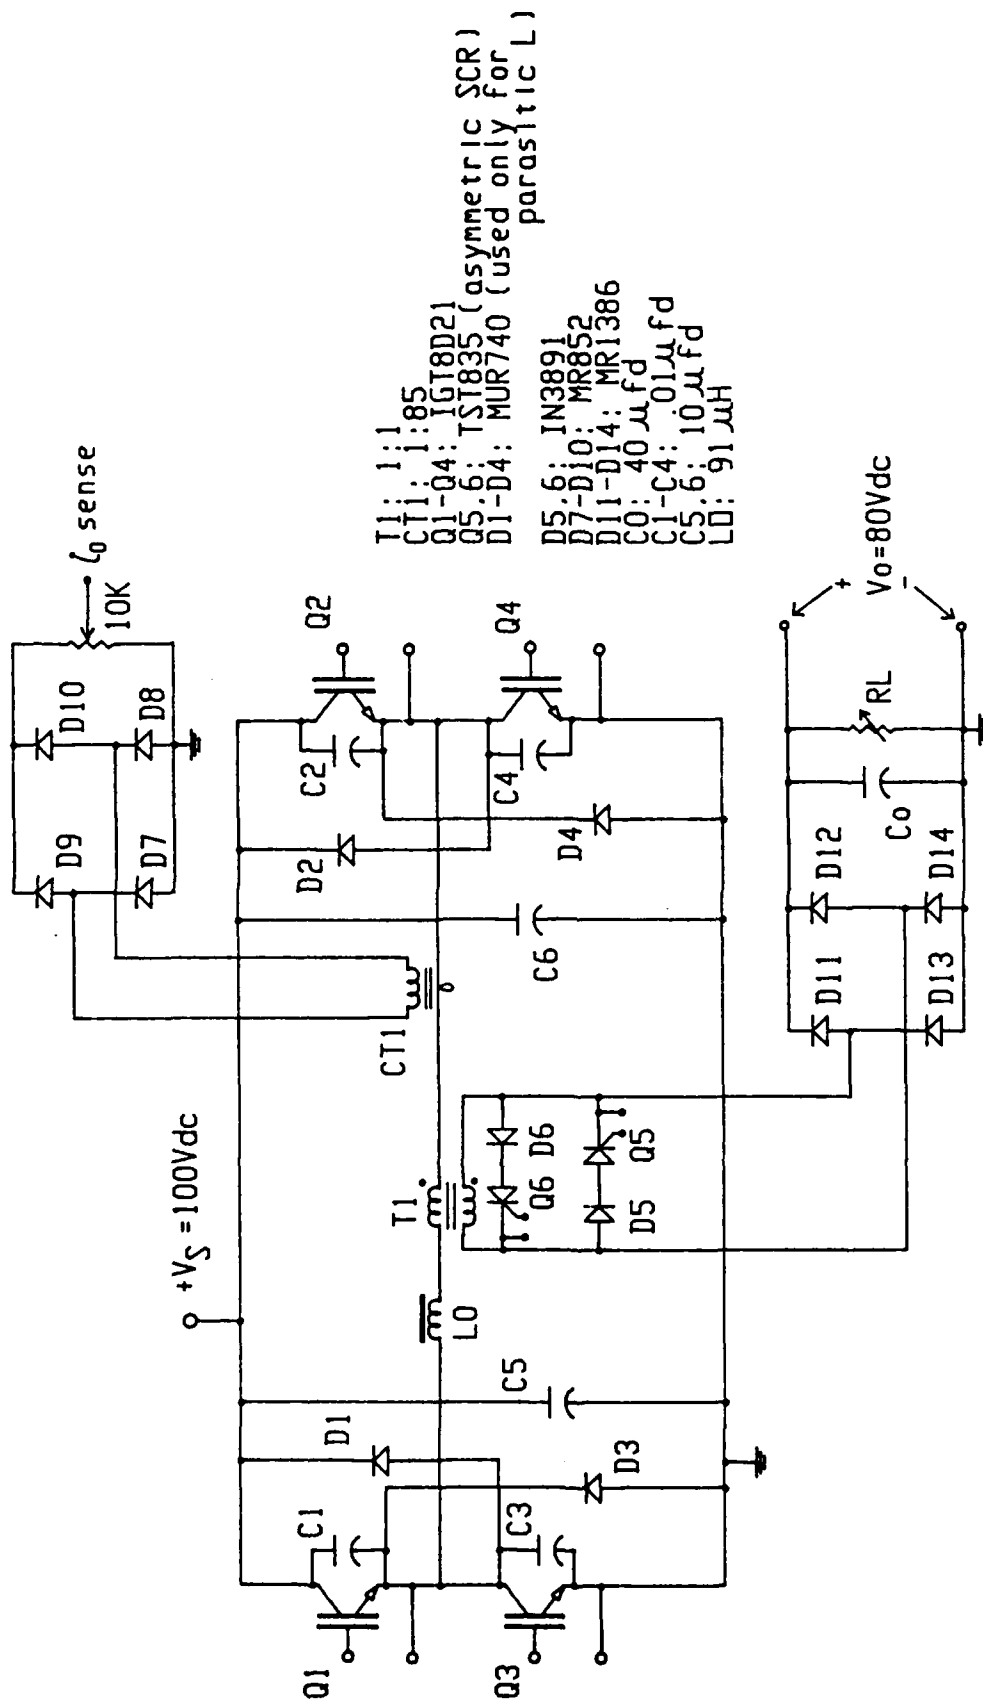 +VS =100Vdc
Q1
C1
D1
Q3
C3
D3
C5
L0
T1
CT1
C6
D2
C2
Q2
D4
C4
Q4
D9
D10
D7
D8
10K
i0 sense
Q6
D6
D5
Q5
D11
D12
D13
D14
Co
RL
+
Vo=80Vdc
-
T1: 1:1
CT1: 1:85
Q1-Q4: IGT8D21
Q5,6: TST835 (asymmetric SCR)
D1-D4: MUR740 (used only for
parasitic L)
D5,6: IN3891
D7-D10: MR852
D11-D14: MR1386
CO: 40 µfd
C1-C4: .01µfd
C5,6: 10 µfd
LO: 91 µH